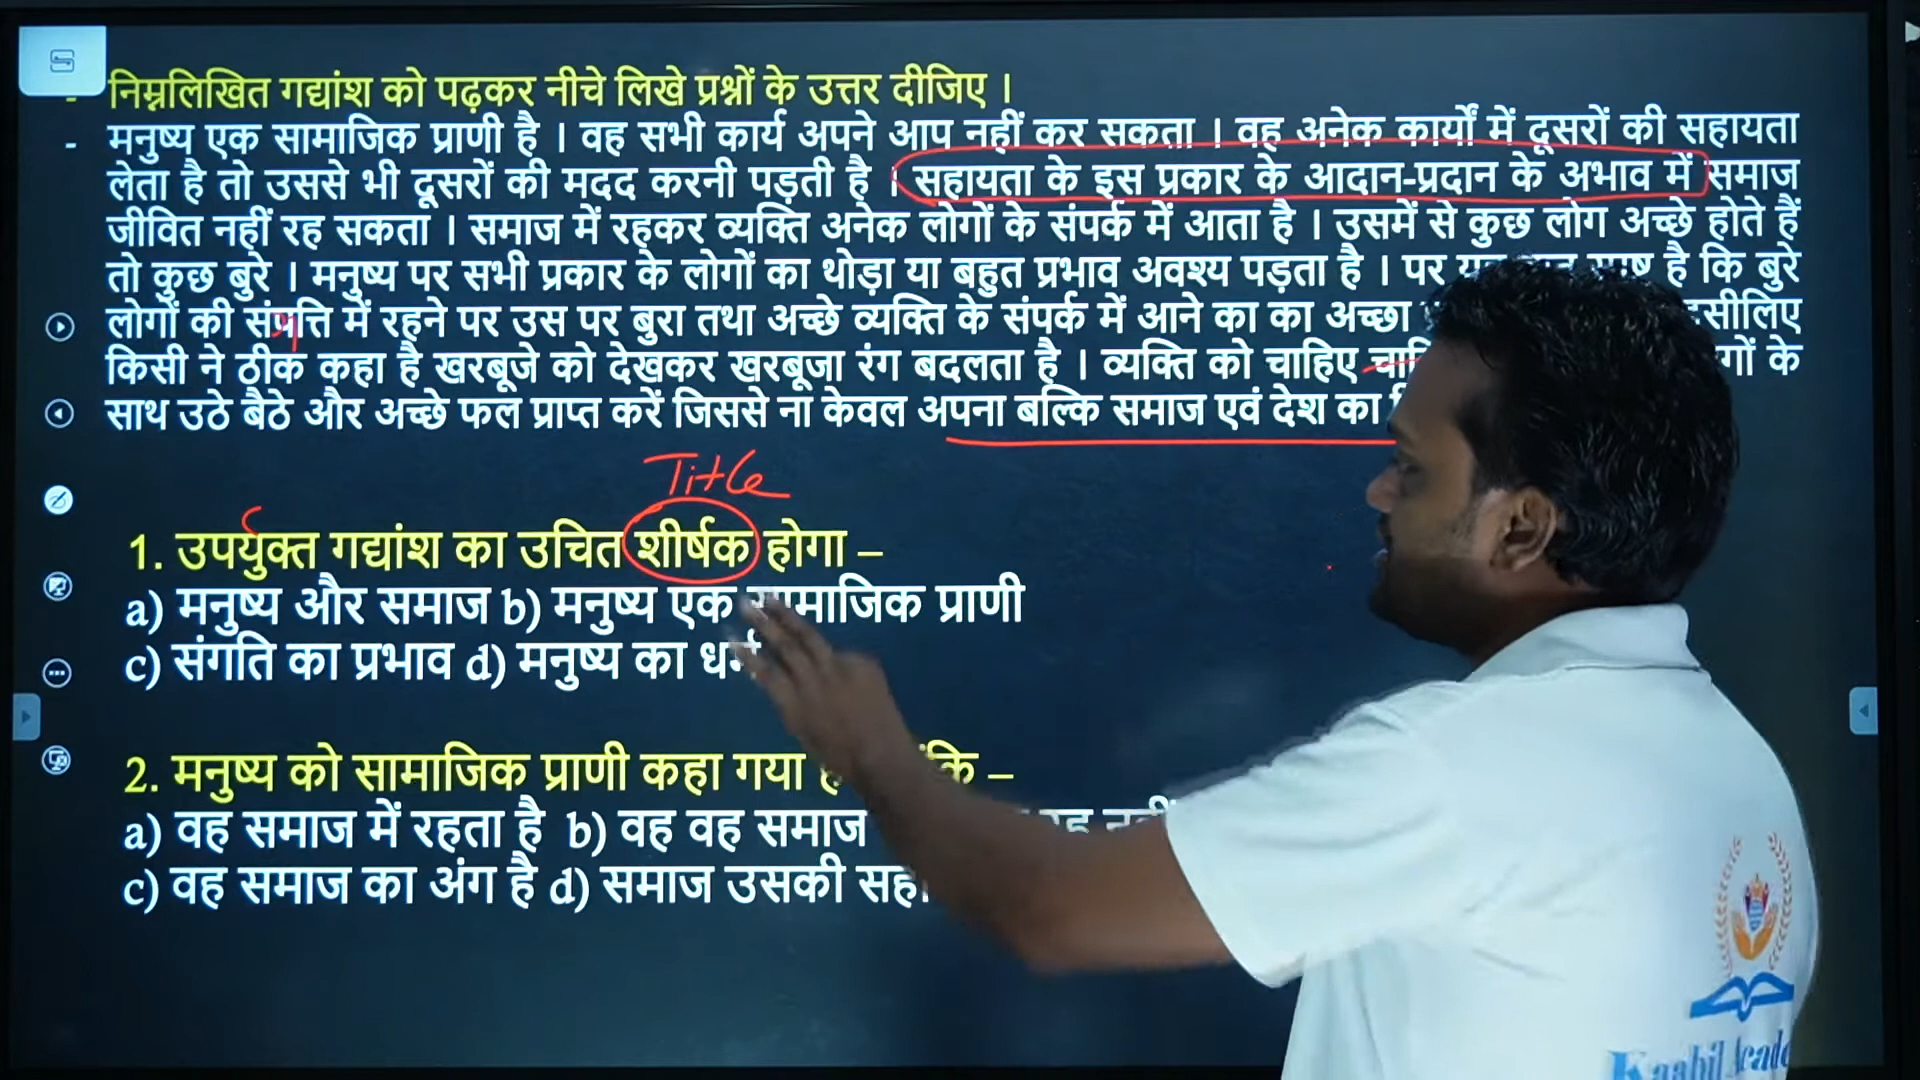 निम्नलिखित गद्यांश को पढ़कर नीचे लिखे प्रश्नों के उत्तर दीजिए ।
- मनुष्य एक सामाजिक प्राणी है । वह सभी कार्य अपने आप नहीं कर सकता । वह अनेक कार्यों में दूसरों की सहायता
लेता है तो उससे भी दूसरों की मदद करनी पड़ती है । सहायता के इस प्रकार के आदान-प्रदान के अभाव में समाज
जीवित नहीं रह सकता । समाज में रहकर व्यक्ति अनेक लोगों के संपर्क में आता है । उसमें से कुछ लोग अच्छे होते हैं
तो कुछ बुरे । मनुष्य पर सभी प्रकार के लोगों का थोड़ा या बहुत प्रभाव अवश्य पड़ता है । पर है कि बुरे
लोगों की में रहने पर उस पर बुरा तथा अच्छे व्यक्ति के संपर्क में आने का का अच्छा
किसी ने ठीक कहा है खरबूजे को देखकर खरबूजा रंग बदलता है । व्यक्ति को चाहिए के
साथ उठे बैठे और अच्छे फल प्राप्त करें जिससे ना केवल अपना बल्कि समाज एवं देश का
Title
1. उपयुक्त गद्यांश का उचित शीर्षक होगा –
a) मनुष्य और समाज b) मनुष्य एक सामाजिक प्राणी
c) संगति का प्रभाव d) मनुष्य का धर्म
2. मनुष्य को सामाजिक प्राणी कहा गया –
a) वह समाज में रहता है b) वह वह समाज रह नहीं
c) वह समाज का अंग है d) समाज उसकी
Kaabil